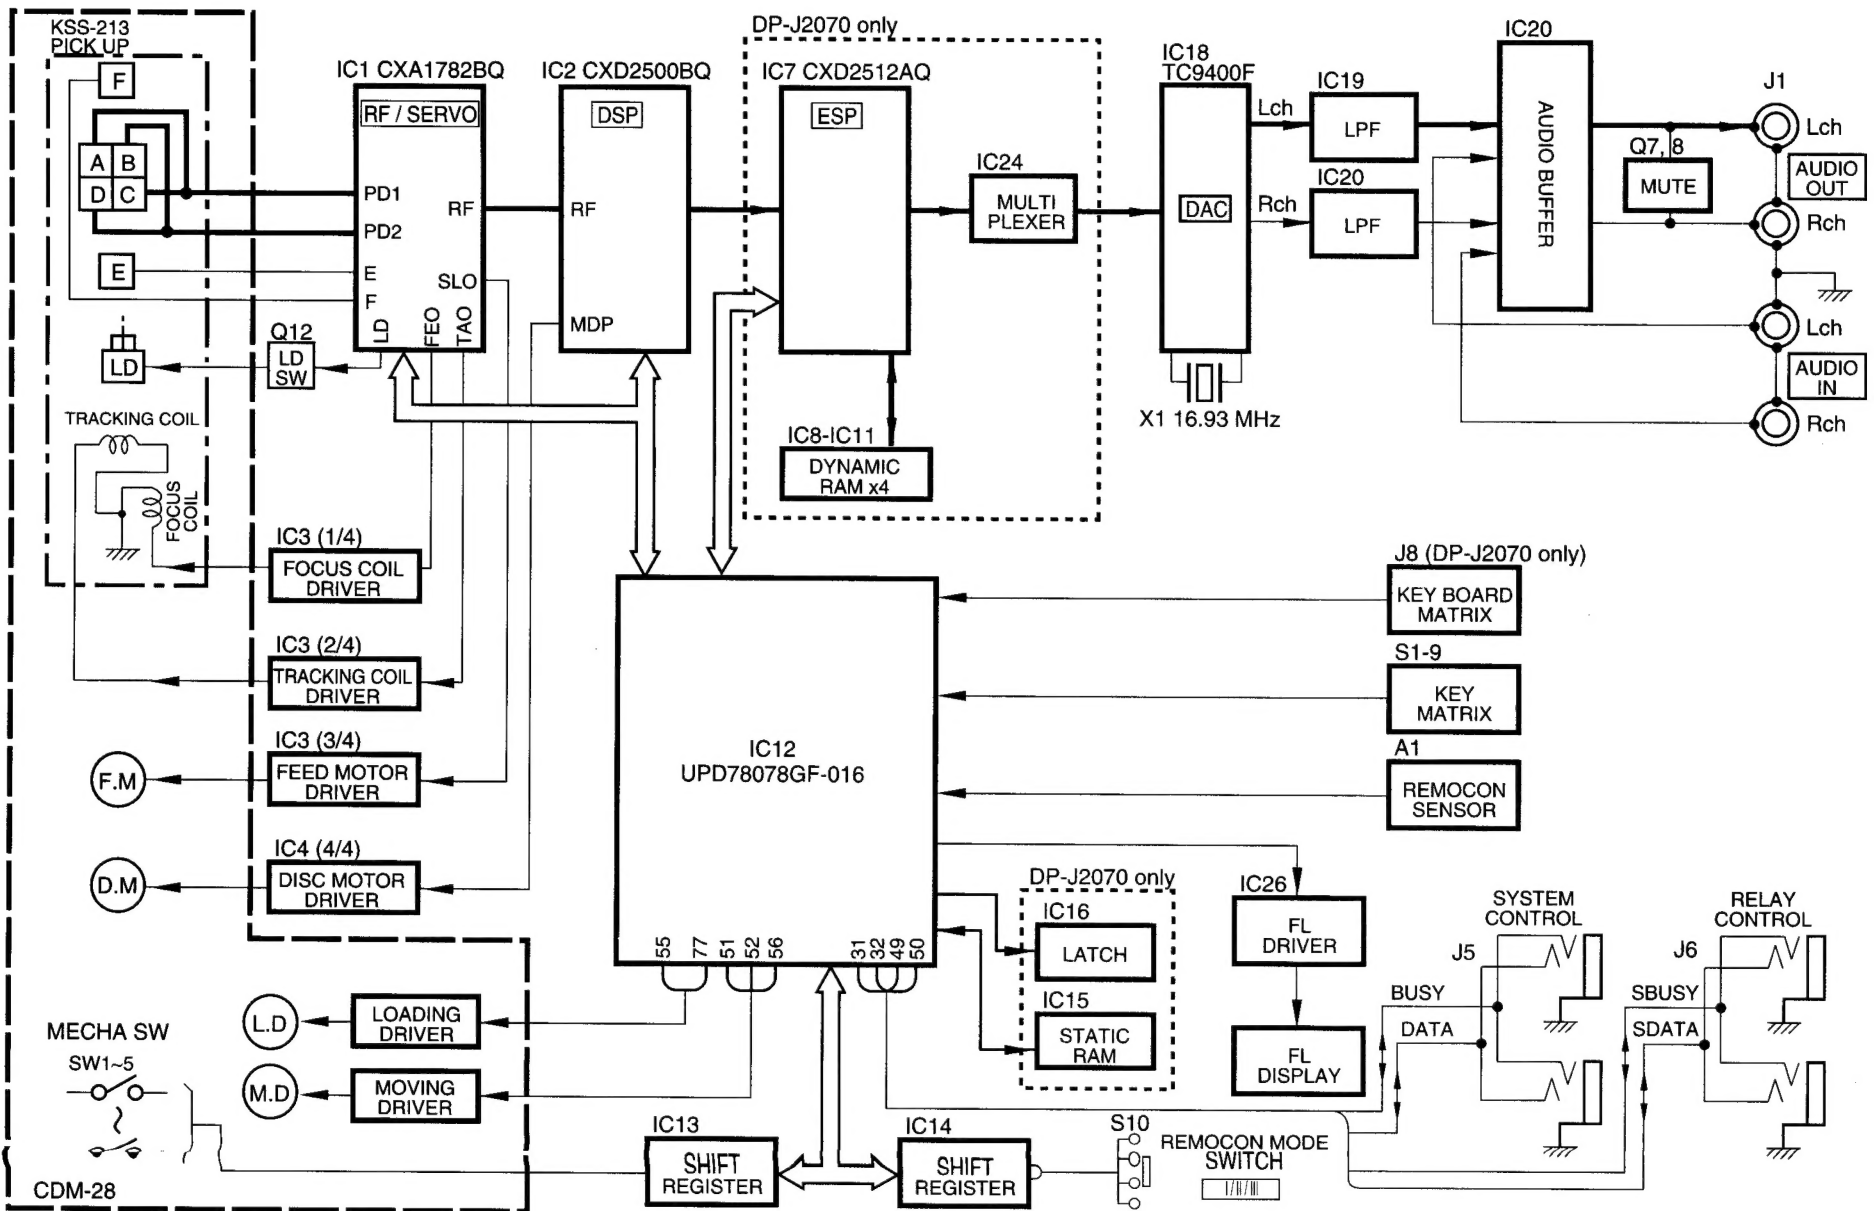 KSS-213
PICK UP
F
A B
D C
E
LD
TRACKING COIL
FOCUS
COIL
Q12
LD
SW
IC1 CXA1782BQ
RF / SERVO
PD1
PD2
E
F
LD
FEO
TAO
RF
SLO
IC2 CXD2500BQ
DSP
RF
MDP
DP-J2070 only
IC7 CXD2512AQ
ESP
IC24
MULTI
PLEXER
IC8-IC11
DYNAMIC
RAM x4
IC18
TC9400F
DAC
Lch
Rch
X1 16.93 MHz
IC19
LPF
IC20
LPF
IC20
AUDIO BUFFER
Q7, 8
MUTE
J1
Lch
AUDIO
OUT
Rch
Lch
AUDIO
IN
Rch
IC3 (1/4)
FOCUS COIL
DRIVER
IC3 (2/4)
TRACKING COIL
DRIVER
IC3 (3/4)
FEED MOTOR
DRIVER
F.M
IC4 (4/4)
DISC MOTOR
DRIVER
D.M
IC12
UPD78078GF-016
55
77
51
52
56
31
32
49
50
J8 (DP-J2070 only)
KEY BOARD
MATRIX
S1-9
KEY
MATRIX
A1
REMOCON
SENSOR
DP-J2070 only
IC16
LATCH
IC15
STATIC
RAM
IC26
FL
DRIVER
FL
DISPLAY
SYSTEM
CONTROL
J5
BUSY
DATA
RELAY
CONTROL
J6
SBUSY
SDATA
L.D
LOADING
DRIVER
M.D
MOVING
DRIVER
MECHA SW
SW1~5
CDM-28
IC13
SHIFT
REGISTER
IC14
SHIFT
REGISTER
S10
REMOCON MODE
SWITCH
I/II/III